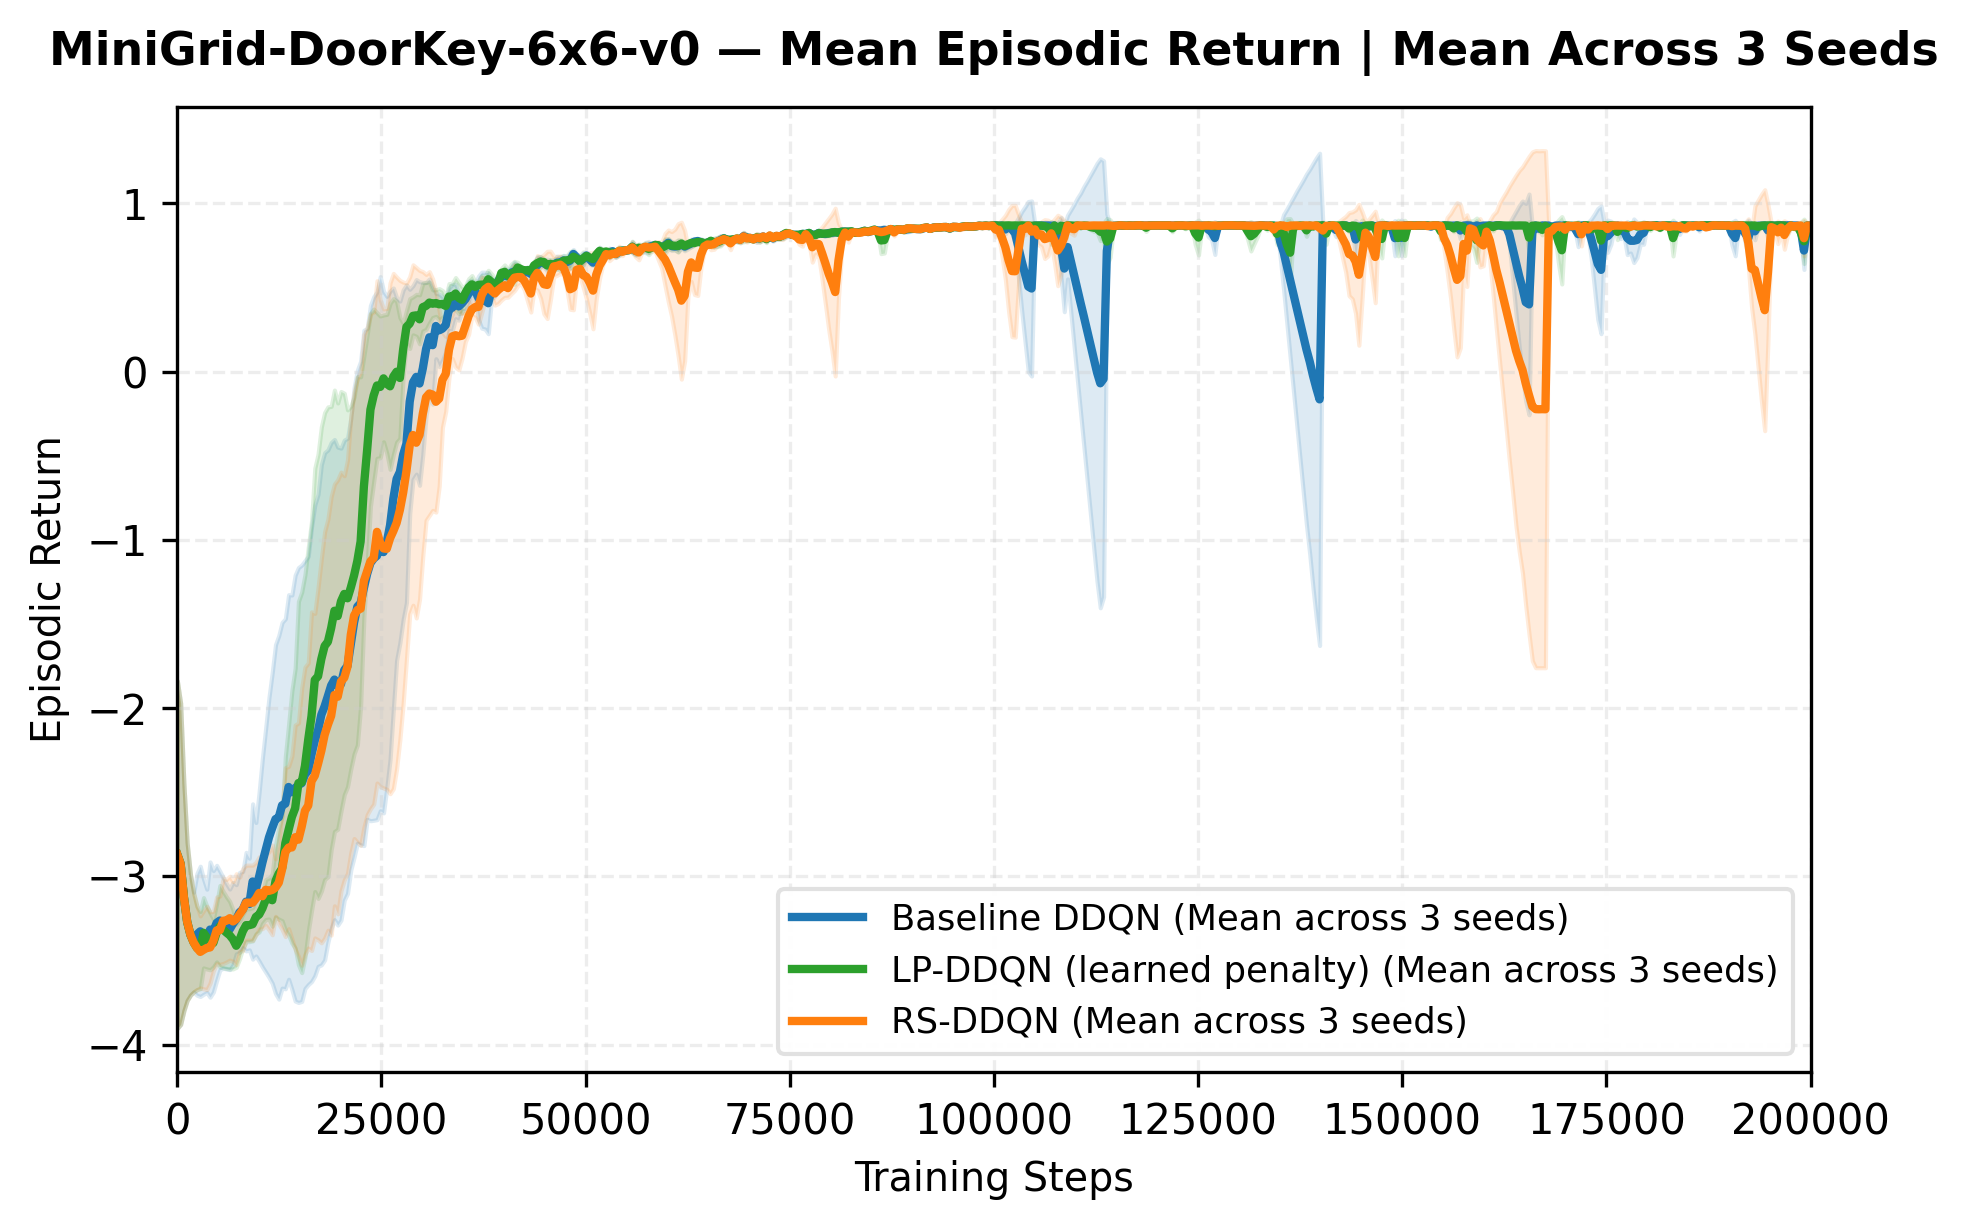 MiniGrid-DoorKey-6x6-v0 — Mean Episodic Return | Mean Across 3 Seeds
Episodic Return
1
0
−1
−2
−3
−4
Baseline DDQN (Mean across 3 seeds)
LP-DDQN (learned penalty) (Mean across 3 seeds)
RS-DDQN (Mean across 3 seeds)
0 25000 50000 75000 100000 125000 150000 175000 200000
Training Steps